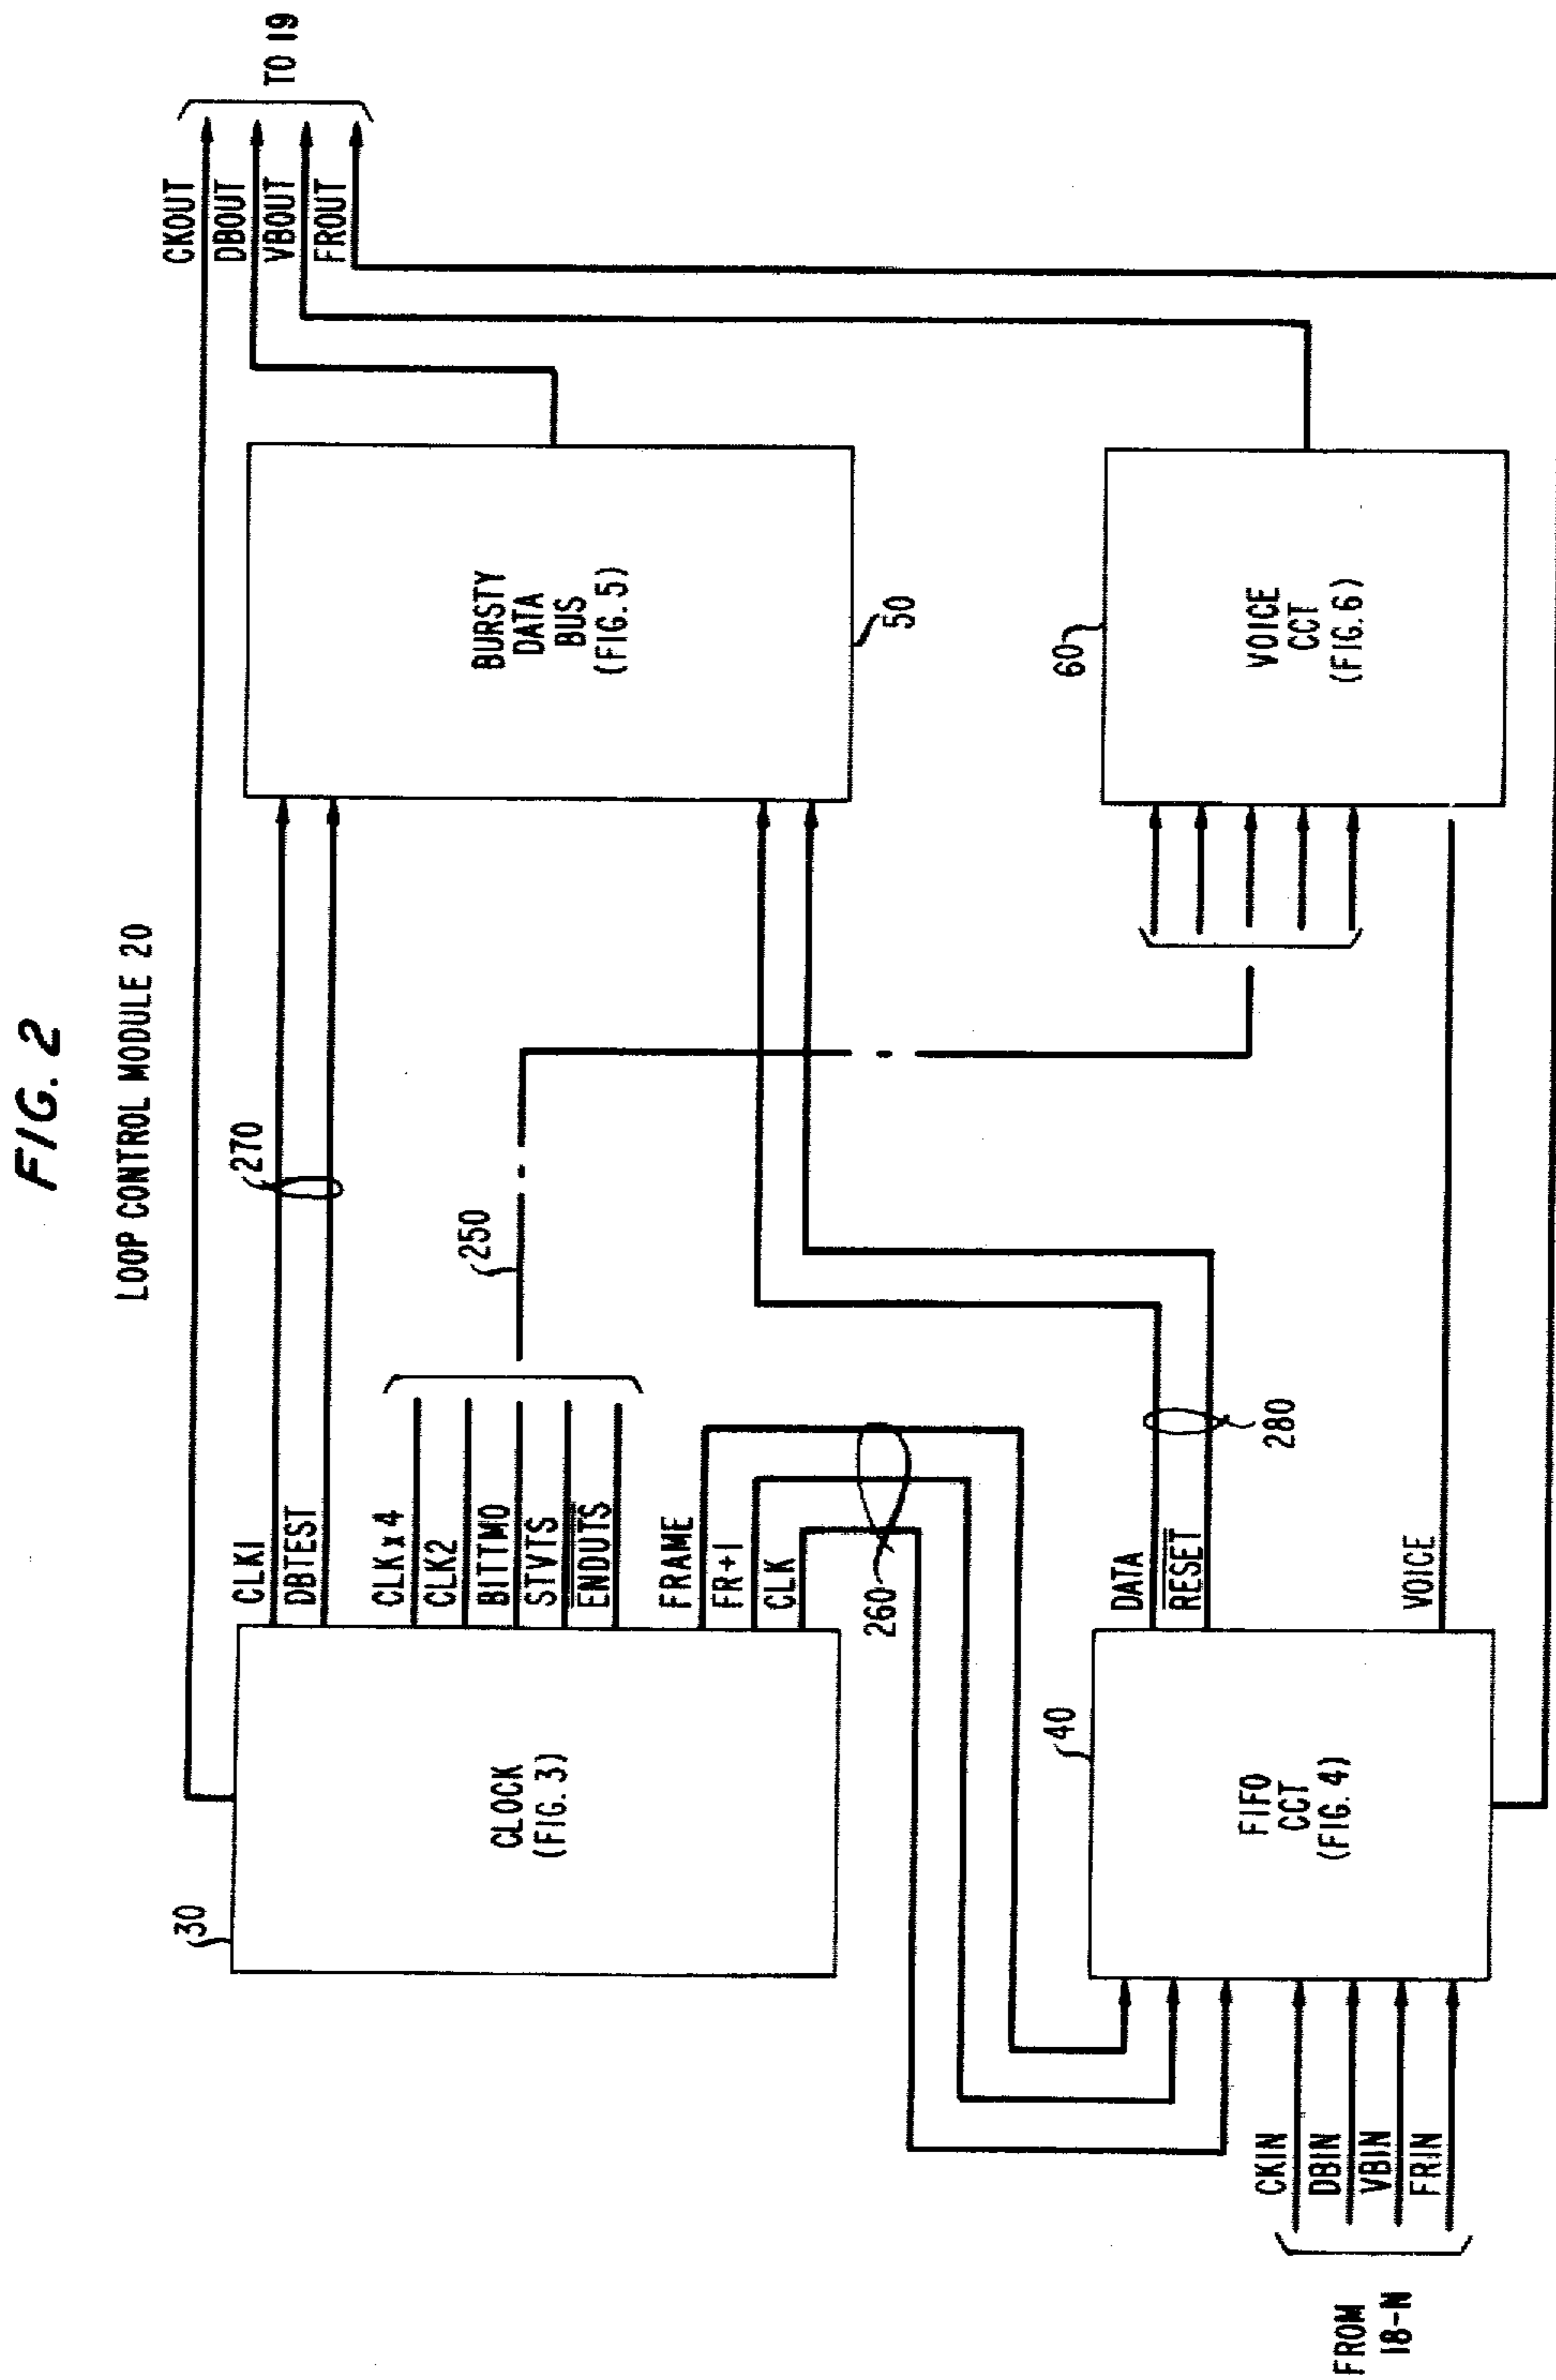 FIG. 2
LOOP CONTROL MODULE 20
30
CLOCK
(FIG. 3)
CLK1
DBTEST
CLK x 4
CLK2
BITTMO
STVTS
ENDUTS
FRAME
FR+1
CLK
270
250
260
BURSTY
DATA
BUS
(FIG. 5)
50
CKOUT
DBOUT
VBOUT
FROUT
TO 19
FROM
18-N
CKIN
DBIN
VBIN
FRIN
40
FIFO
CCT
(FIG. 4)
DATA
RESET
VOICE
280
60
VOICE
CCT
(FIG. 6)